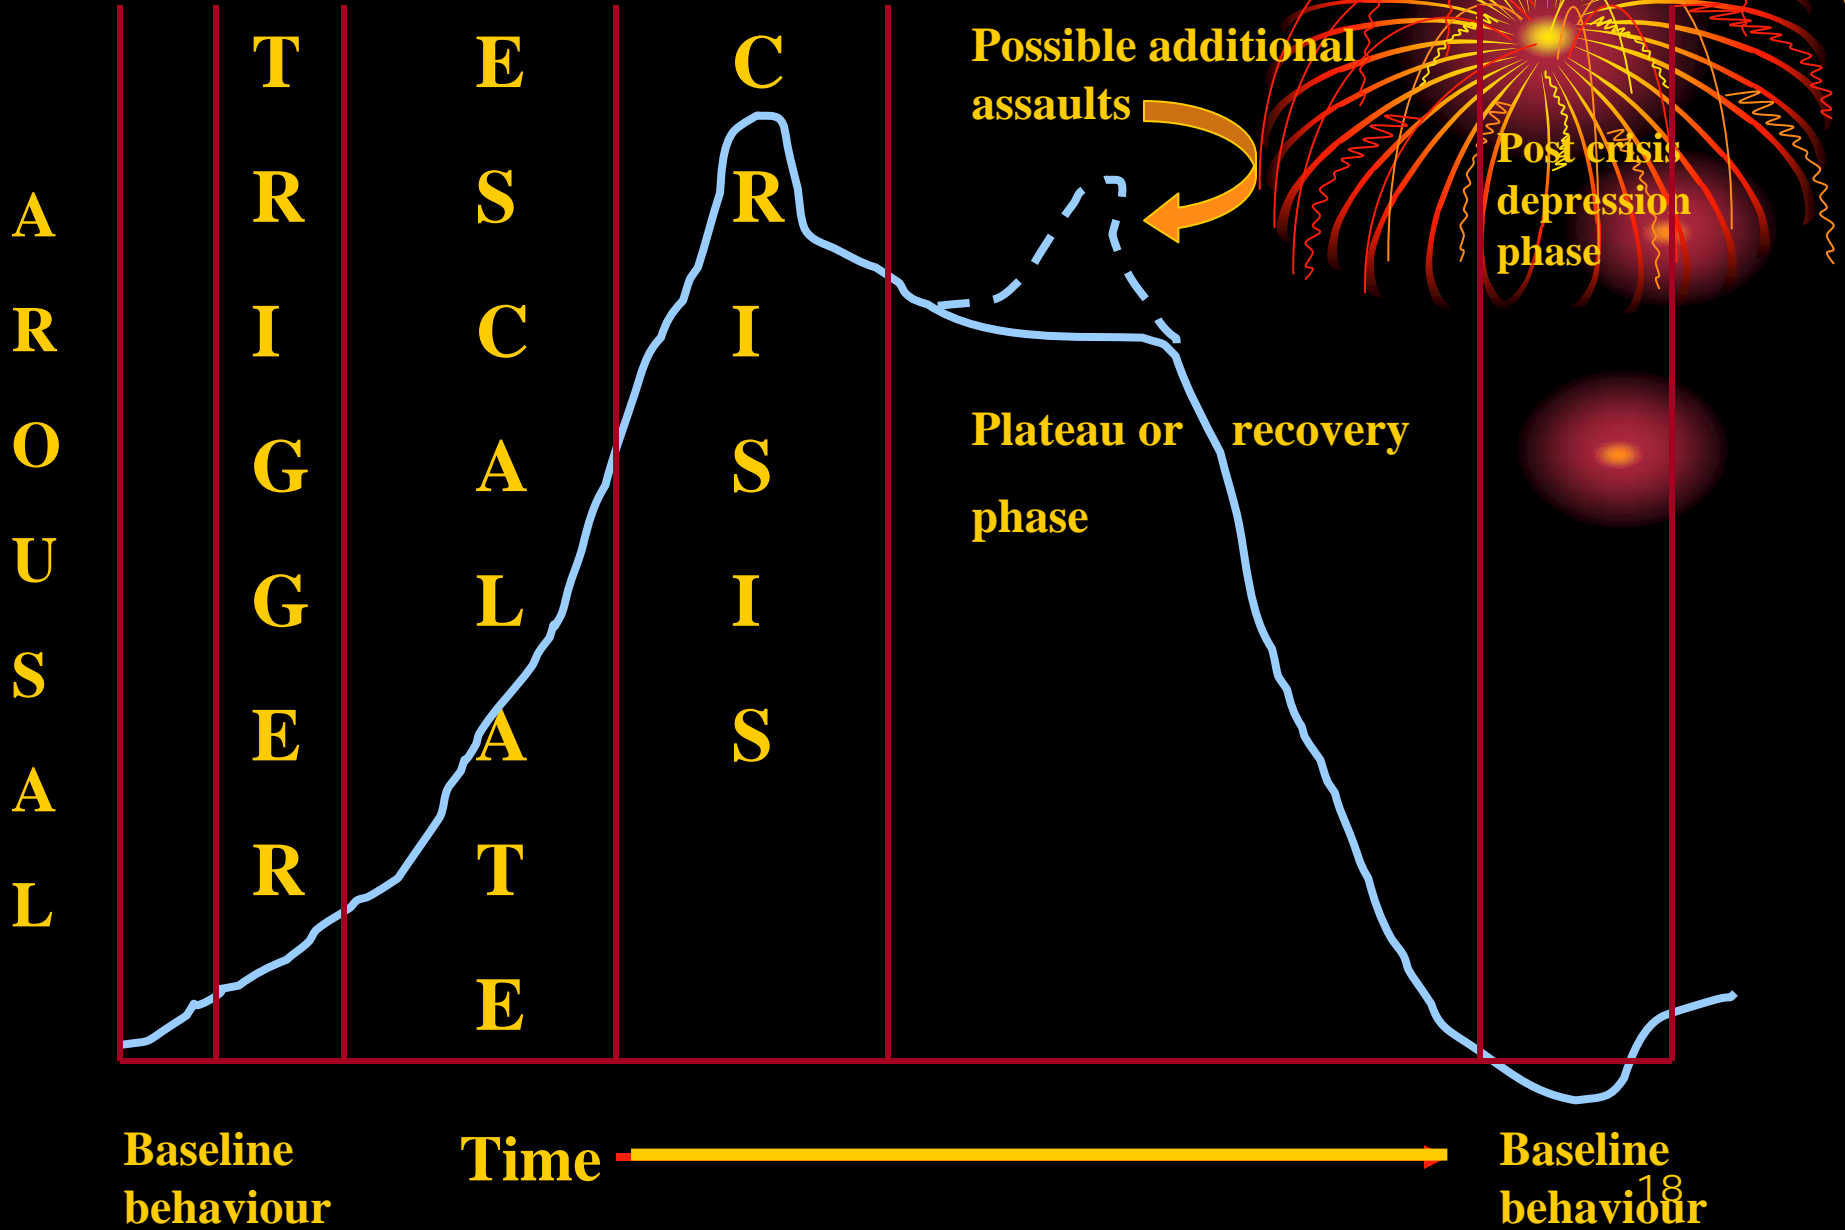 AROUSAL
TRIGGER
ESCALATE
CRISIS
Possible additional
assaults
Post crisis
depression
phase
Plateau or recovery
phase
Baseline
behaviour
Time
Baseline
behaviour
18